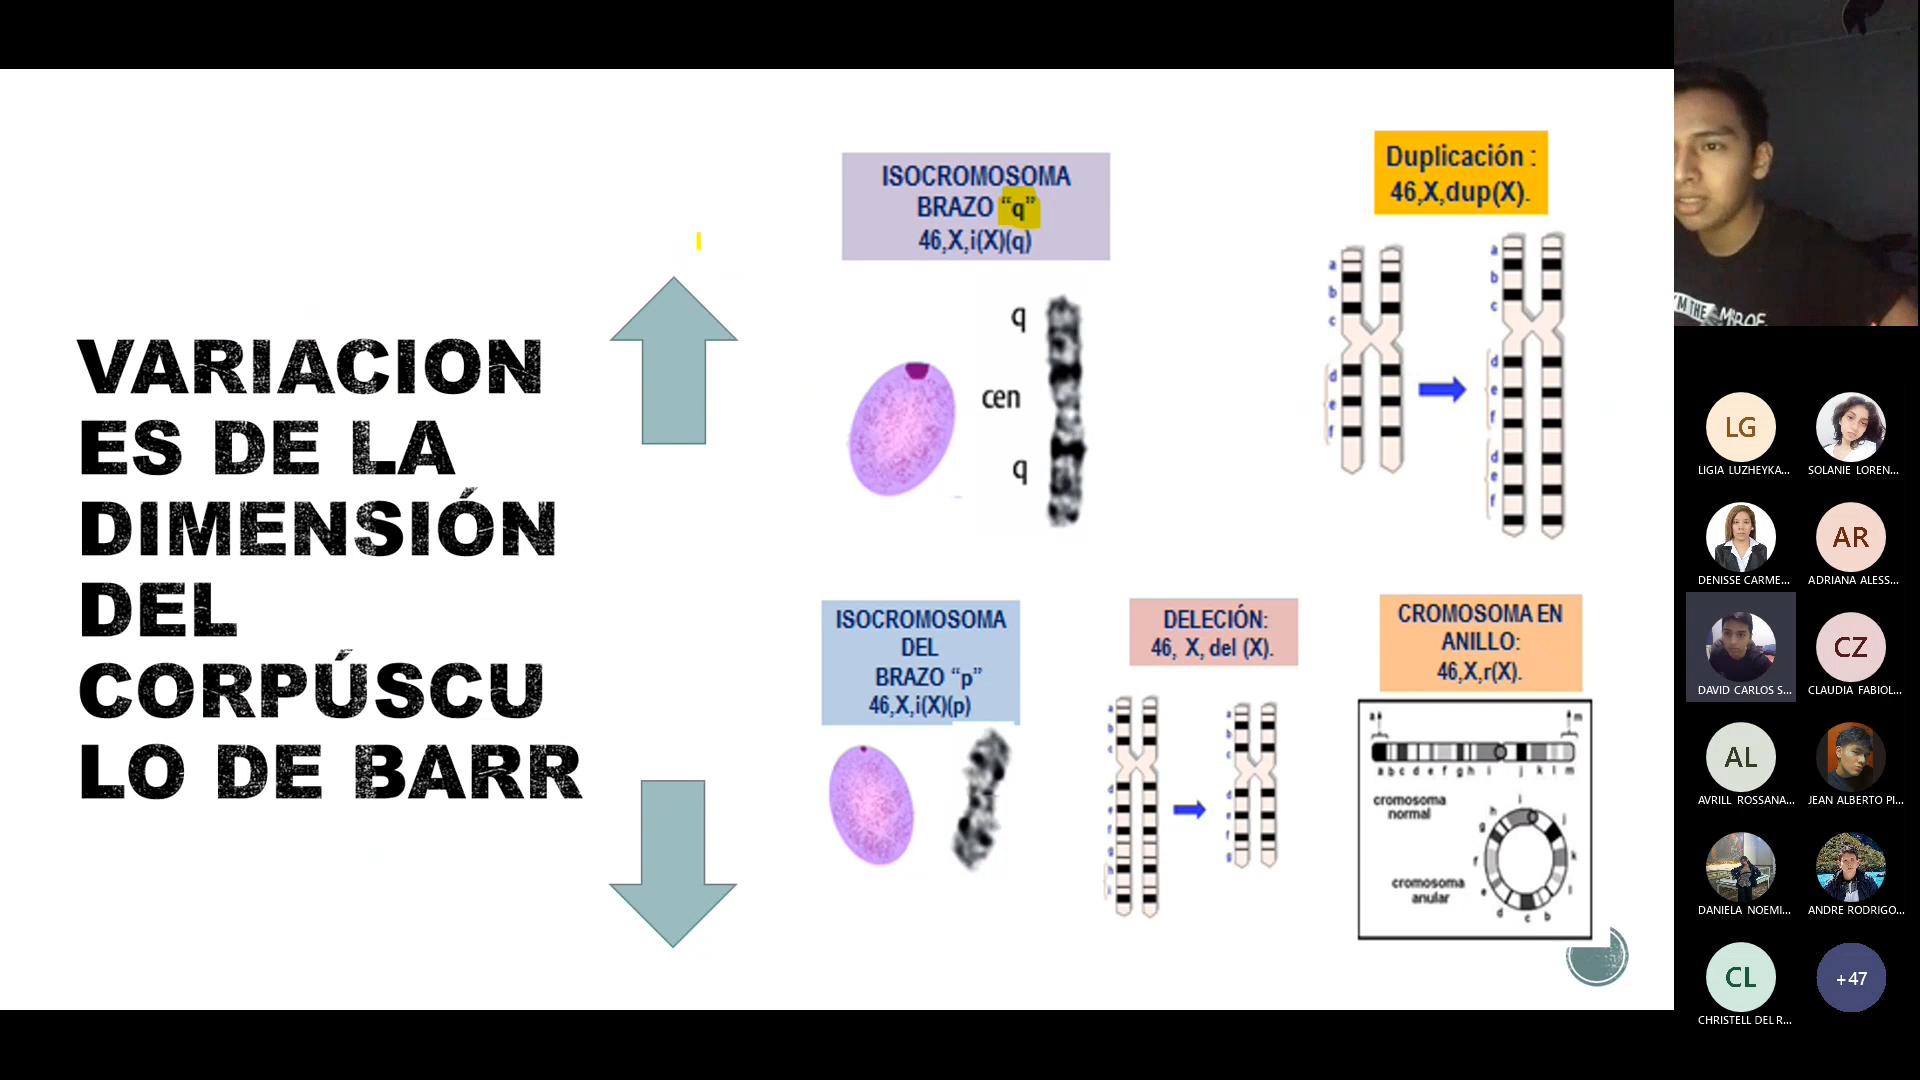 VARIACION
ES DE LA
DIMENSIÓN
DEL
CORPÚSCU
LO DE BARR
ISOCROMOSOMA
BRAZO “q”
46,X,i(X)(q)
q
cen
q
Duplicación :
46,X,dup(X).
a
b
c
d
e
f
a
b
c
d
e
f
d
e
f
ISOCROMOSOMA
DEL
BRAZO “p”
46,X,i(X)(p)
DELECIÓN:
46, X, del (X).
CROMOSOMA EN
ANILLO:
46,X,r(X).
a
m
a b c d e f g h i j k l m
cromosoma
normal
cromosoma
anular
I'M THE
LG
LIGIA LUZHEYKA...
SOLANIE LOREN...
DENISSE CARME...
AR
ADRIANA ALESS...
DAVID CARLOS S...
CZ
CLAUDIA FABIOL...
AL
AVRILL ROSSANA...
JEAN ALBERTO PI...
DANIELA NOEMI...
ANDRE RODRIGO...
CL
CHRISTELL DEL R...
+47